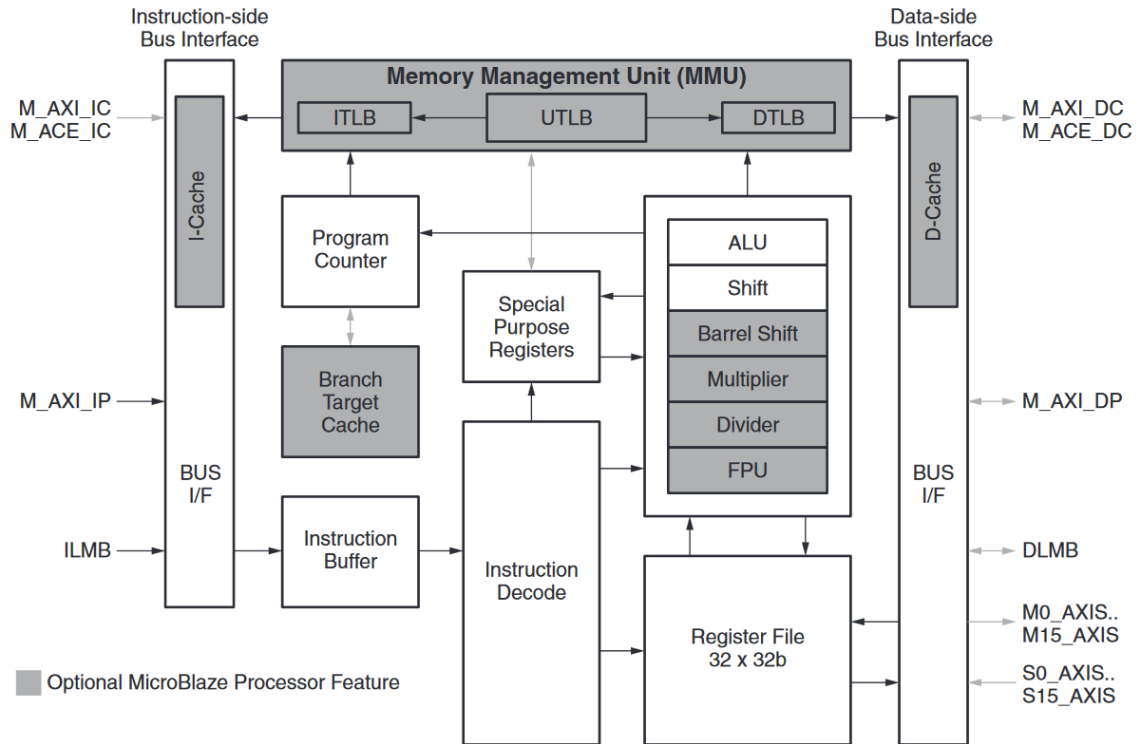 Instruction-side
Bus Interface
Data-side
Bus Interface
Memory Management Unit (MMU)
ITLB
UTLB
DTLB
M_AXI_IC
M_ACE_IC
M_AXI_DC
M_ACE_DC
I-Cache
D-Cache
Program
Counter
ALU
Shift
Barrel Shift
Multiplier
Divider
FPU
Special
Purpose
Registers
Branch
Target
Cache
M_AXI_IP
M_AXI_DP
BUS
I/F
BUS
I/F
ILMB
Instruction
Buffer
Instruction
Decode
DLMB
Register File
32 x 32b
M0_AXIS..
M15_AXIS
S0_AXIS..
S15_AXIS
Optional MicroBlaze Processor Feature